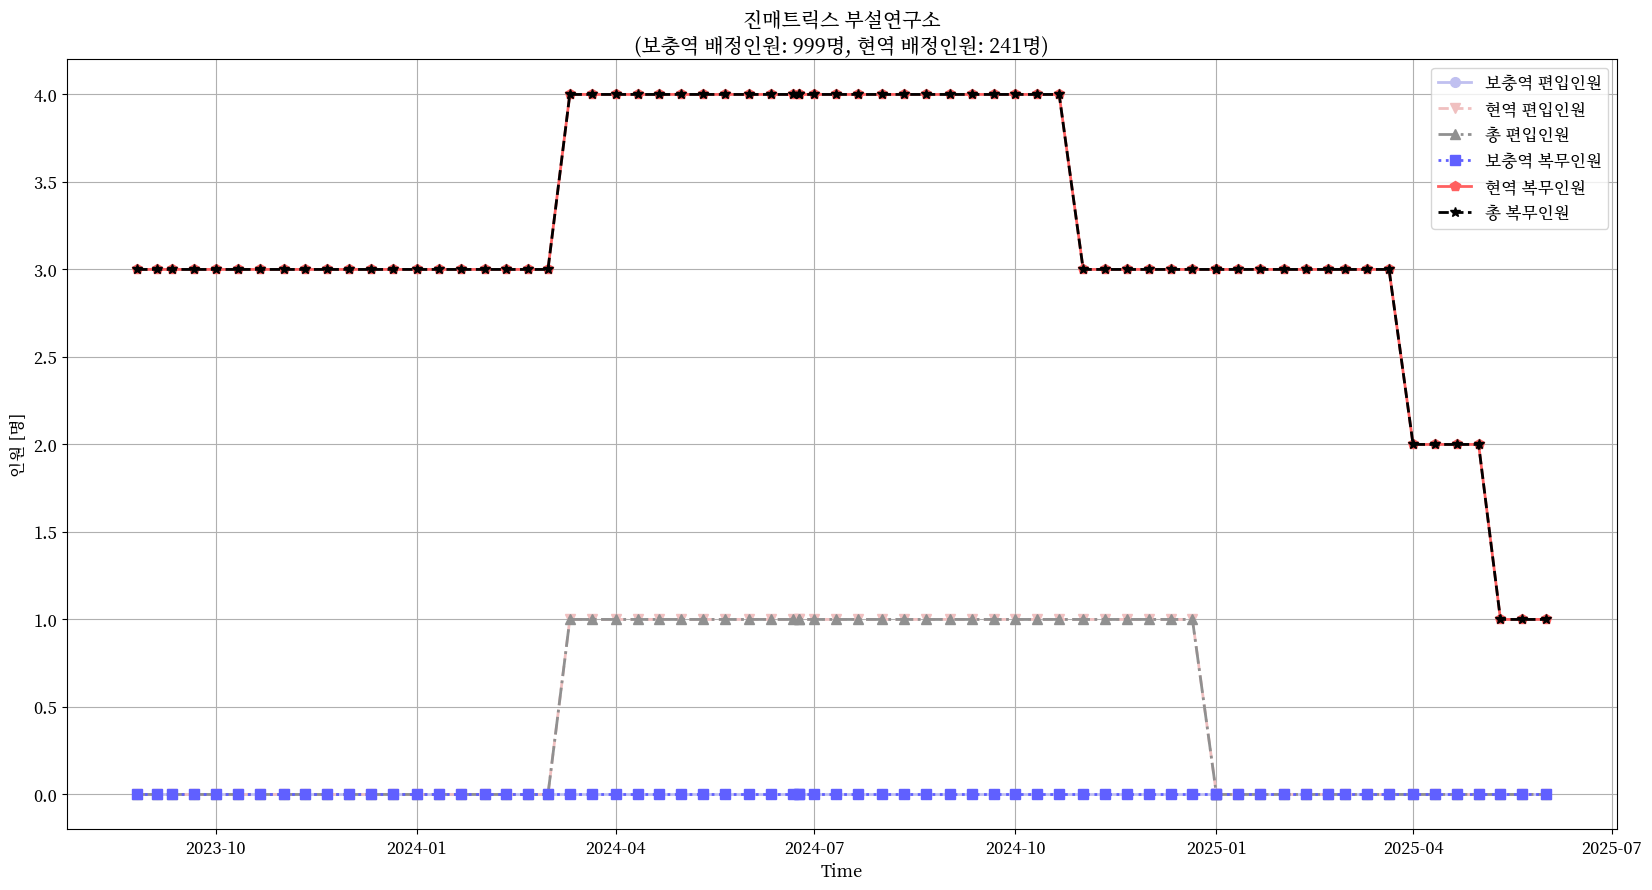 진매트릭스 부설연구소
(보충역 배정인원: 999명, 현역 배정인원: 241명)
보충역 편입인원
현역 편입인원
총 편입인원
보충역 복무인원
현역 복무인원
총 복무인원
인원 [명]
4.0
3.5
3.0
2.5
2.0
1.5
1.0
0.5
0.0
2023-10
2024-01
2024-04
2024-07
2024-10
2025-01
2025-04
2025-07
Time